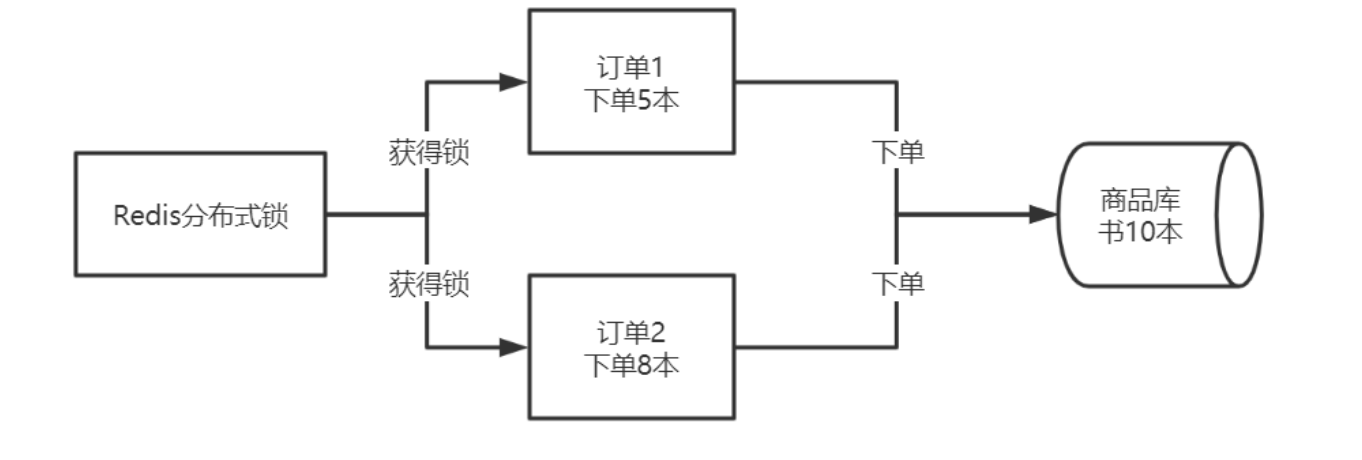 订单1
下单5本
获得锁
下单
Redis分布式锁
商品库
书10本
获得锁
下单
订单2
下单8本